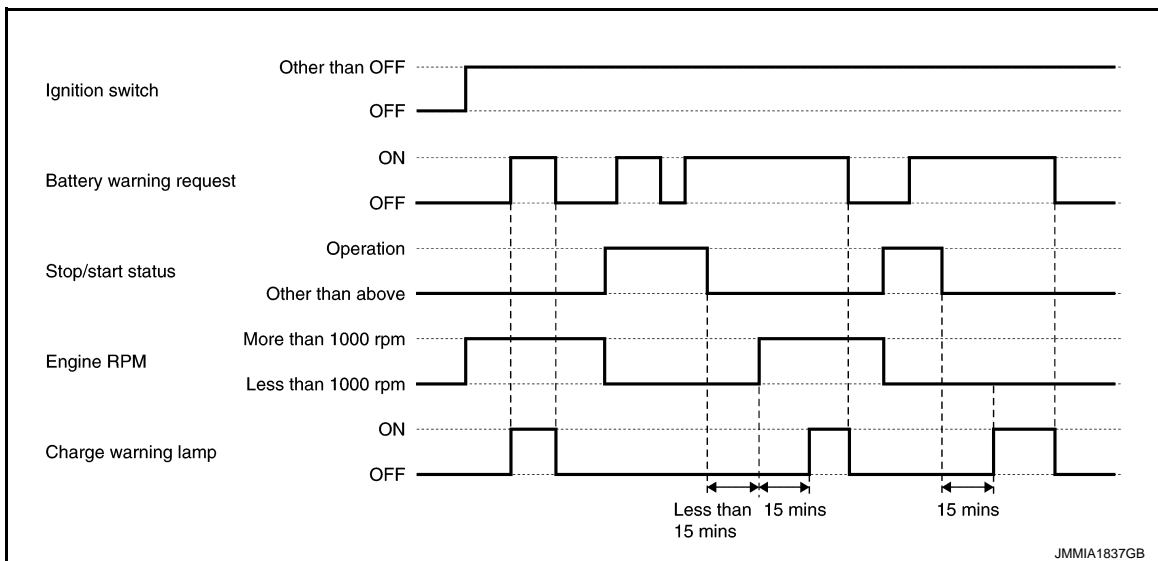 Ignition switch
Other than OFF
OFF
Battery warning request
ON
OFF
Stop/start status
Operation
Other than above
Engine RPM
More than 1000 rpm
Less than 1000 rpm
Charge warning lamp
ON
OFF
Less than
15 mins
15 mins
15 mins
JMMIA1837GB